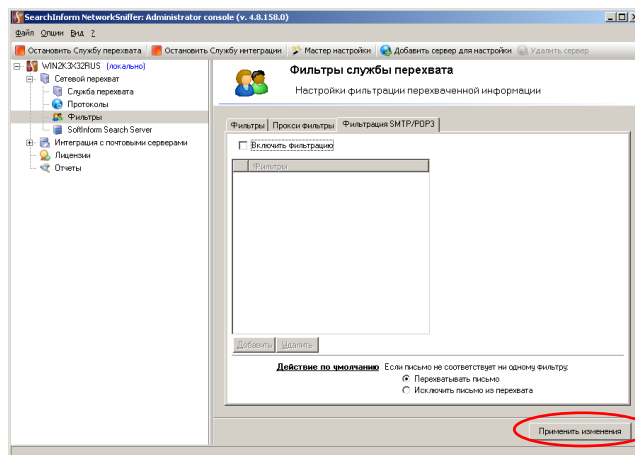 SearchInform NetworkSniffer: Administrator console (v. 4.8.158.0)
Файл Опции Вид ?
Остановить Службу перехвата Остановить Службу интеграции Мастер настройки Добавить сервер для настройки Удалить сервер
WIN2K3X32RUS (локально)
Сетевой перехват
Служба перехвата
Протоколы
Фильтры
SoftInform Search Server
Интеграция с почтовыми серверами
Лицензии
Отчеты
Фильтры службы перехвата
Настройки фильтрации перехваченной информации
Фильтры Прокси фильтры Фильтрация SMTP/POP3
Включить фильтрацию
Фильтры
Добавить Удалить
Действие по умолчанию Если письмо не соответствует ни одному фильтру:
Перехватывать письмо
Исключить письмо из перехвата
Применить изменения